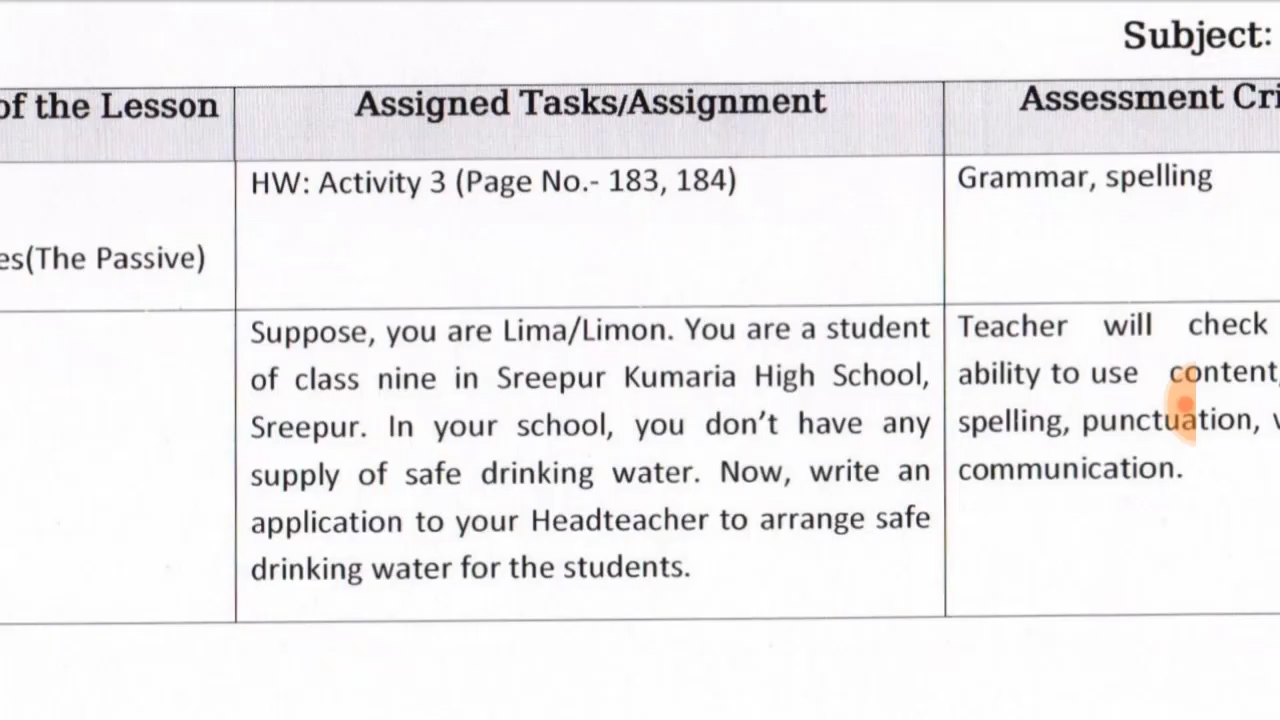 Subject:
of the Lesson
Assigned Tasks/Assignment
Assessment Cri
HW: Activity 3 (Page No.- 183, 184)
Grammar, spelling
es(The Passive)
Suppose, you are Lima/Limon. You are a student
of class nine in Sreepur Kumaria High School,
Sreepur. In your school, you don't have any
supply of safe drinking water. Now, write an
application to your Headteacher to arrange safe
drinking water for the students.
Teacher will check
ability to use content,
spelling, punctuation,
communication.